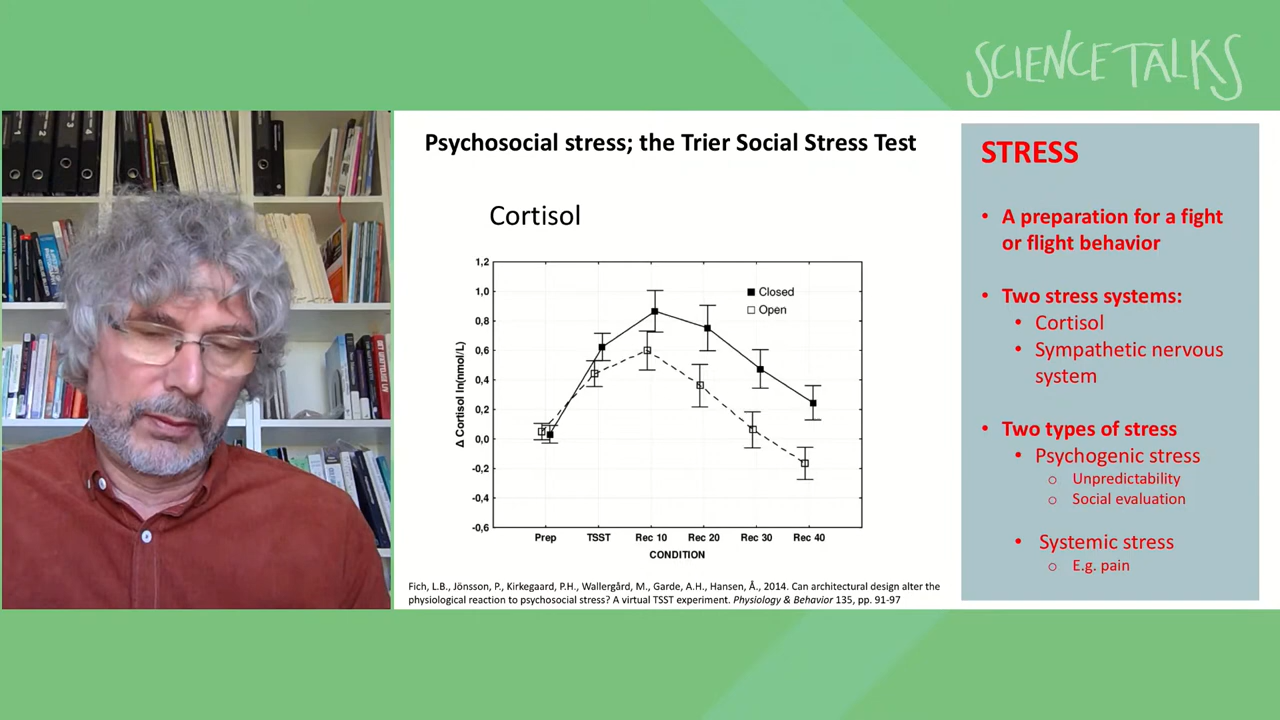 SCIENCE TALKS
Psychosocial stress; the Trier Social Stress Test
Cortisol
1,2
1,0
0,8
0,6
0,4
0,2
0,0
-0,2
-0,4
-0,6
Δ Cortisol ln(nmol/L)
Closed
Open
Prep TSST Rec 10 Rec 20 Rec 30 Rec 40
CONDITION
Fich, L.B., Jönsson, P., Kirkegaard, P.H., Wallergård, M., Garde, A.H., Hansen, Å., 2014. Can architectural design alter the
physiological reaction to psychosocial stress? A virtual TSST experiment. Physiology & Behavior 135, pp. 91-97
STRESS
• A preparation for a fight
or flight behavior
• Two stress systems:
• Cortisol
• Sympathetic nervous
system
• Two types of stress
• Psychogenic stress
o Unpredictability
o Social evaluation
• Systemic stress
o E.g. pain
1 2 3 4